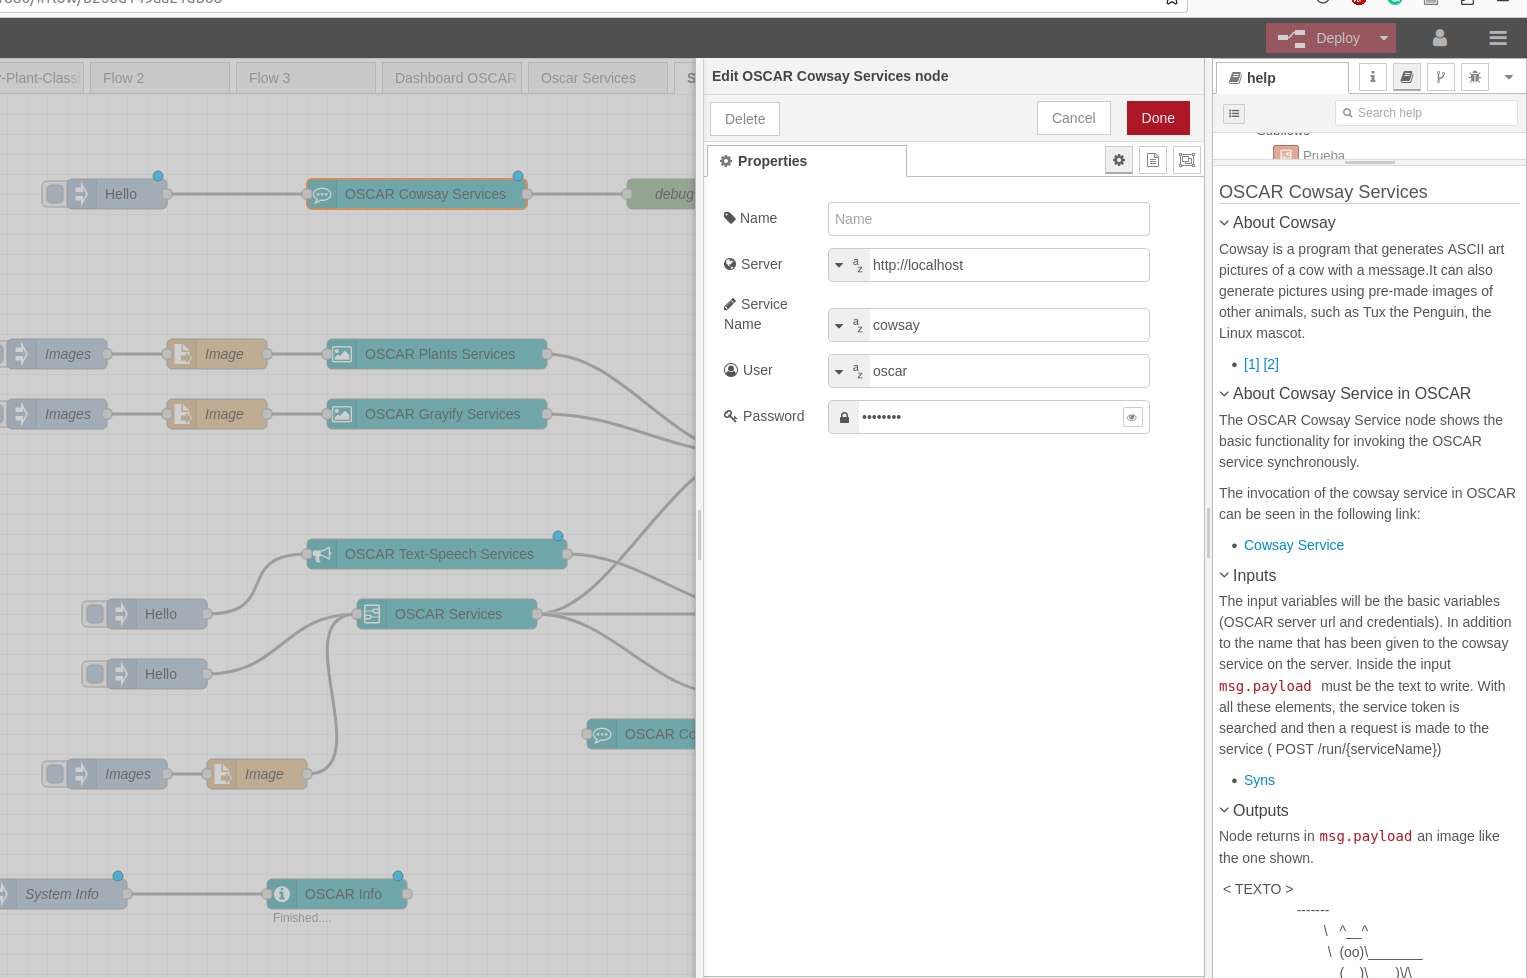 Deploy
-Plant-Classi
Flow 2
Flow 3
Dashboard OSCAR
Oscar Services
S
Edit OSCAR Cowsay Services node
Delete
Cancel
Done
Properties
Name
Name
Server
a
z
http://localhost
Service
Name
a
z
cowsay
User
a
z
oscar
Password
••••••••
Hello
OSCAR Cowsay Services
debug
Images
Image
OSCAR Plants Services
Images
Image
OSCAR Grayify Services
OSCAR Text-Speech Services
Hello
OSCAR Services
Hello
OSCAR Co
Images
Image
System Info
OSCAR Info
Finished....
help
Search help
Subflows
Prueba
OSCAR Cowsay Services
About Cowsay
Cowsay is a program that generates ASCII art
pictures of a cow with a message.It can also
generate pictures using pre-made images of
other animals, such as Tux the Penguin, the
Linux mascot.
• [1] [2]
About Cowsay Service in OSCAR
The OSCAR Cowsay Service node shows the
basic functionality for invoking the OSCAR
service synchronously.
The invocation of the cowsay service in OSCAR
can be seen in the following link:
• Cowsay Service
Inputs
The input variables will be the basic variables
(OSCAR server url and credentials). In addition
to the name that has been given to the cowsay
service on the server. Inside the input
msg.payload must be the text to write. With
all these elements, the service token is
searched and then a request is made to the
service ( POST /run/{serviceName})
• Syns
Outputs
Node returns in msg.payload an image like
the one shown.
< TEXTO >
-------
\ ^__^
\ (oo)\_______
(__)\ )\/\